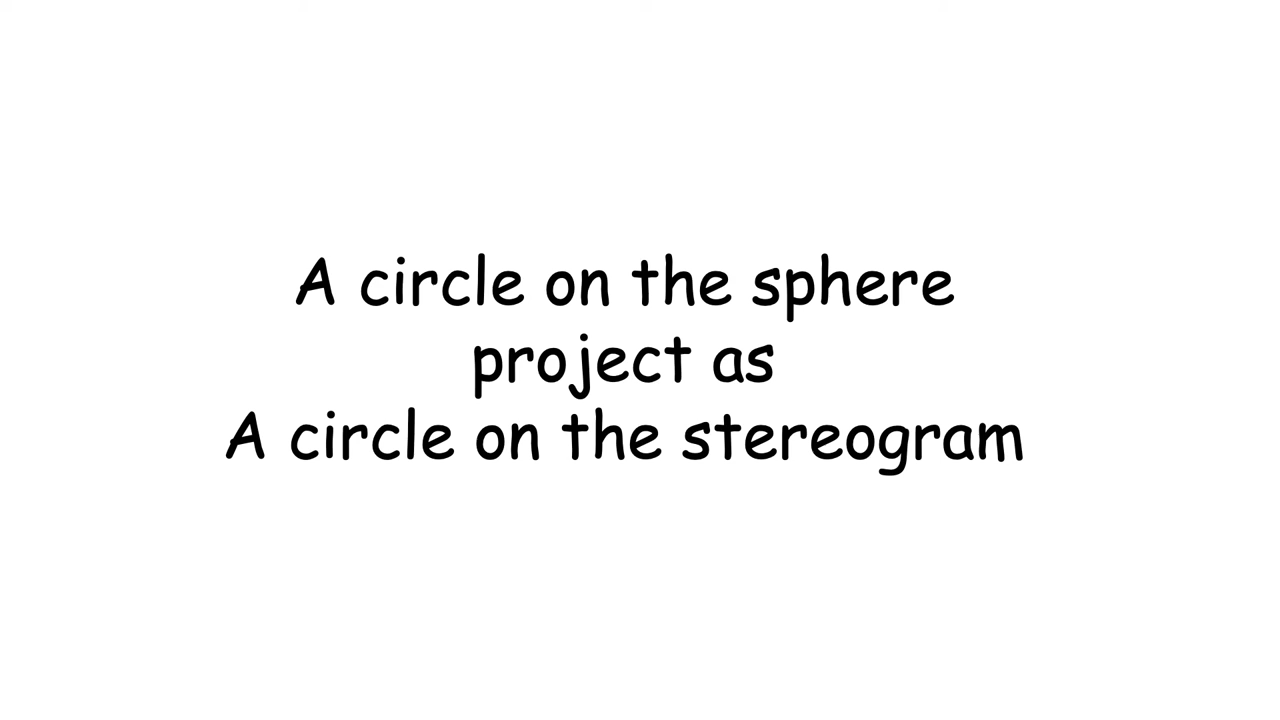 A circle on the sphere
project as
A circle on the stereogram